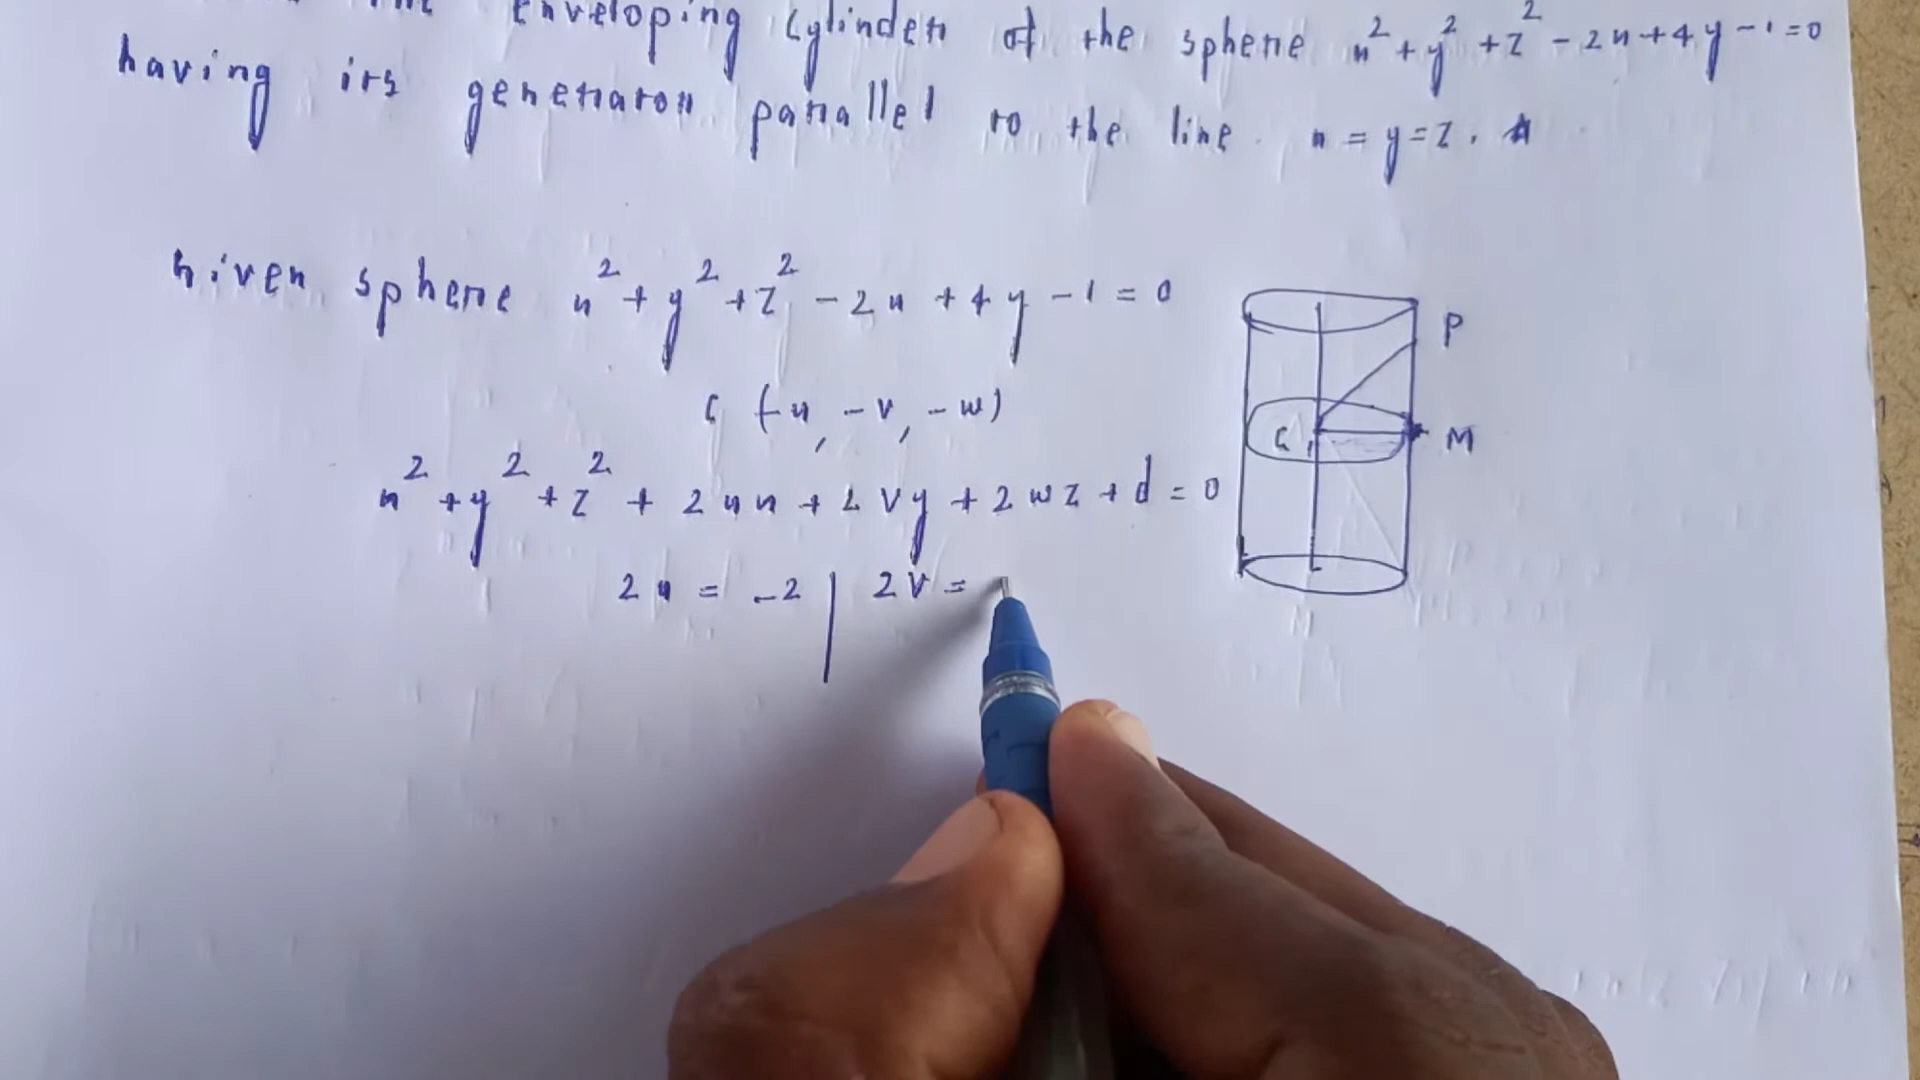 the enveloping cylinder of the sphere x² + y² + z² - 2x + 4y - 1 = 0
having its generator parallel to the line x = y = z.
Given sphere x² + y² + z² - 2x + 4y - 1 = 0
P
C (-u, -v, -w)
C M
x² + y² + z² + 2ux + 2vy + 2wz + d = 0
2u = -2 | 2v =